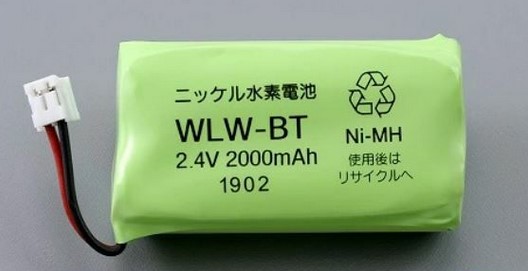 ニッケル水素電池
WLW-BT
2.4V 2000mAh
1902
Ni-MH
使用後は
リサイクルへ